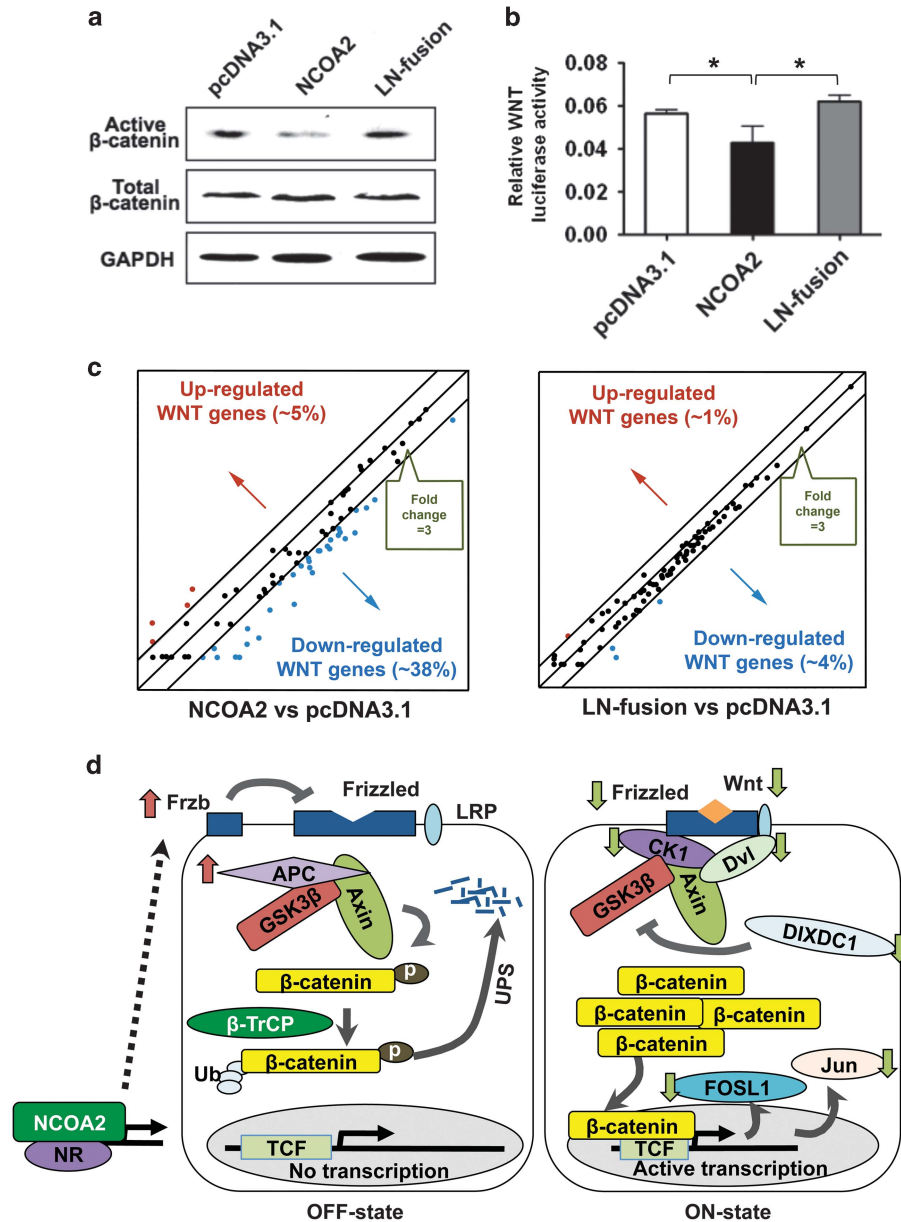 a
pcDNA3.1
NCOA2
LN-fusion
Active
β-catenin
Total
β-catenin
GAPDH
b
Relative WNT
luciferase activity
0.08
0.06
0.04
0.02
0.00
*
*
pcDNA3.1
NCOA2
LN-fusion
c
Up-regulated
WNT genes (~5%)
Fold
change
=3
Down-regulated
WNT genes (~38%)
NCOA2 vs pcDNA3.1
Up-regulated
WNT genes (~1%)
Fold
change
=3
Down-regulated
WNT genes (~4%)
LN-fusion vs pcDNA3.1
d
Frzb
Frizzled
LRP
APC
GSK3β
Axin
β-catenin
p
UPS
β-TrCP
β-catenin
p
Ub
NCOA2
NR
TCF
No transcription
OFF-state
Frizzled
Wnt
CK1
Dvl
GSK3β
Axin
DIXDC1
β-catenin
β-catenin
β-catenin
β-catenin
Jun
FOSL1
β-catenin
TCF
Active transcription
ON-state